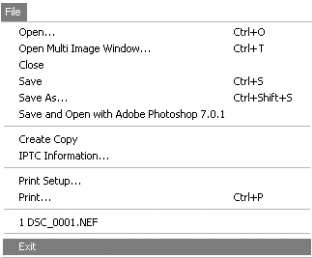 File
Open... Ctrl+O
Open Multi Image Window... Ctrl+T
Close
Save Ctrl+S
Save As... Ctrl+Shift+S
Save and Open with Adobe Photoshop 7.0.1
Create Copy
IPTC Information...
Print Setup...
Print... Ctrl+P
1 DSC_0001.NEF
Exit